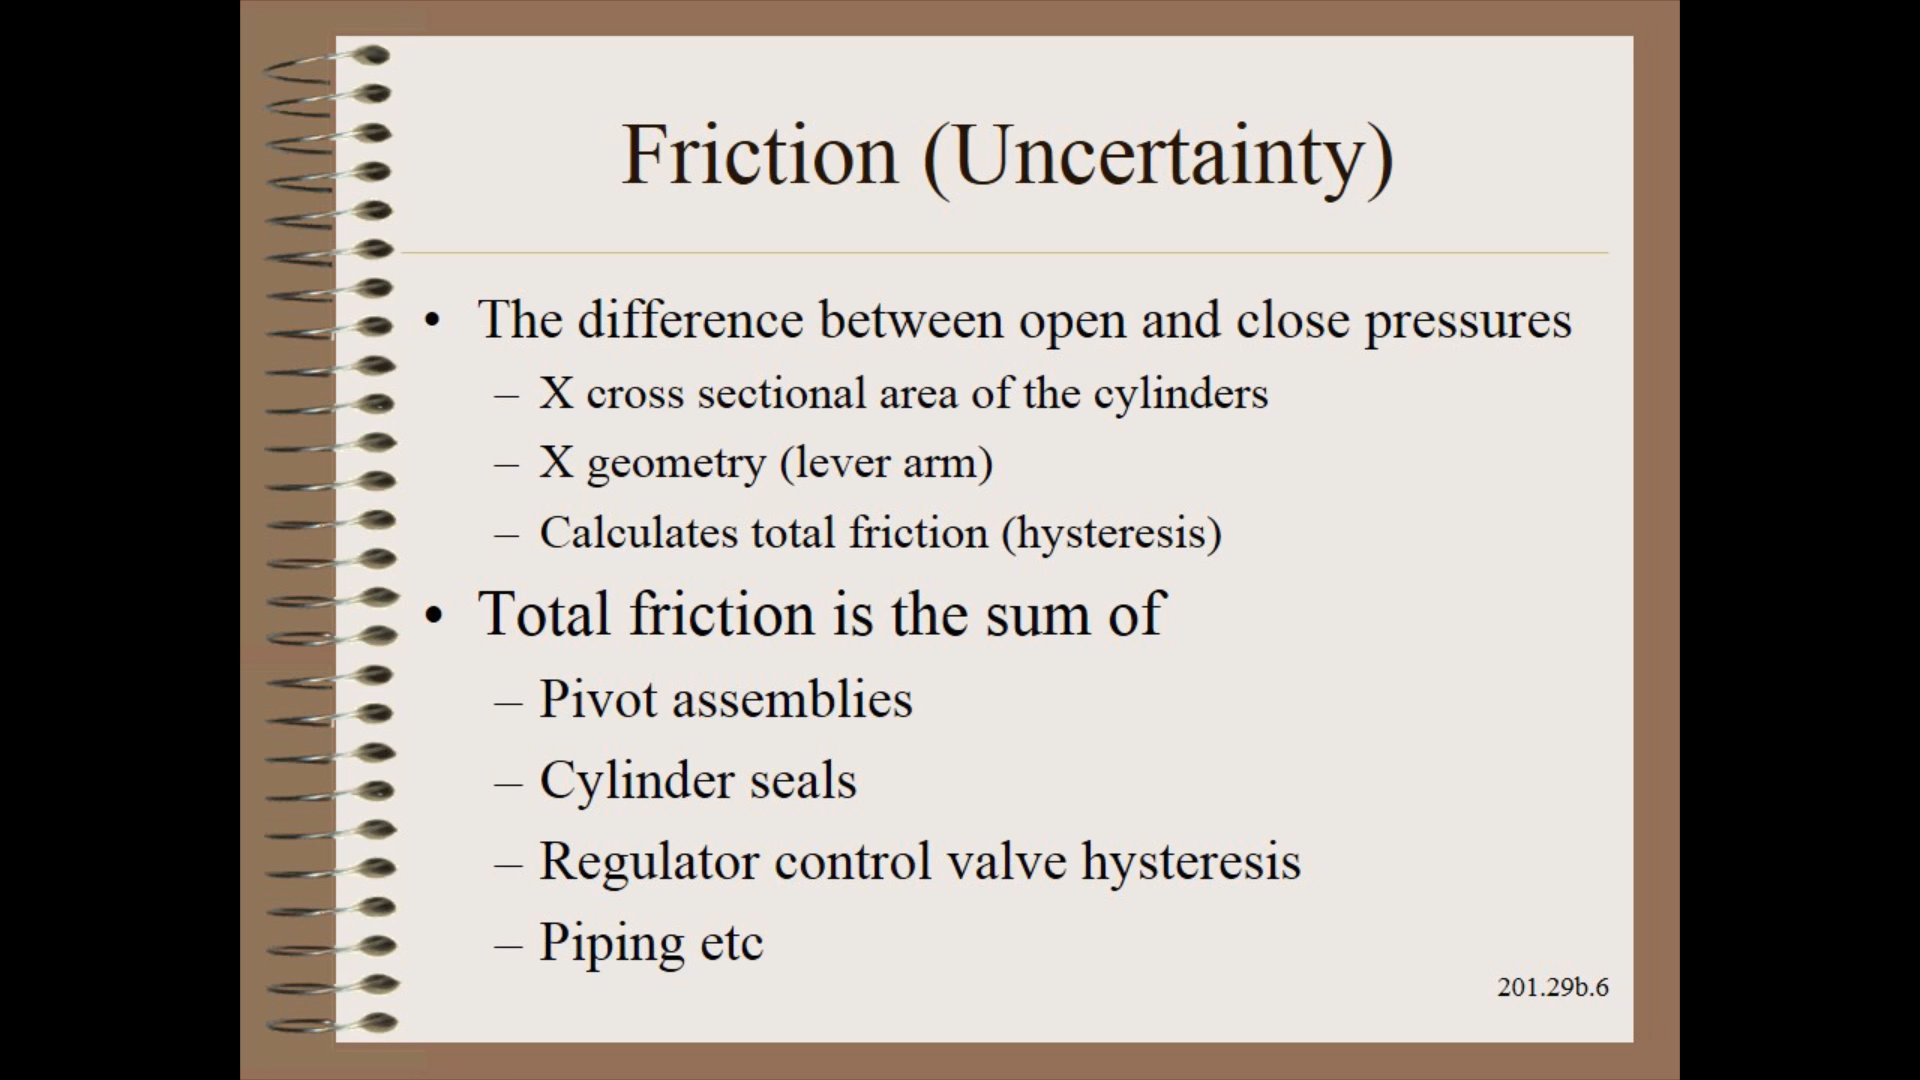 Friction (Uncertainty)
• The difference between open and close pressures
– X cross sectional area of the cylinders
– X geometry (lever arm)
– Calculates total friction (hysteresis)
• Total friction is the sum of
– Pivot assemblies
– Cylinder seals
– Regulator control valve hysteresis
– Piping etc
201.29b.6